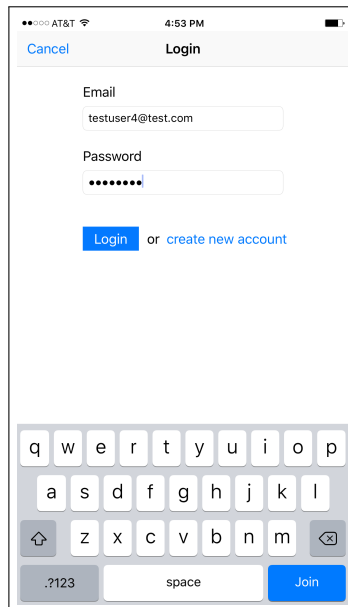 AT&T 4:53 PM
Cancel Login
Email
testuser4@test.com
Password
••••••••
Login or create new account
q w e r t y u i o p
a s d f g h j k l
z x c v b n m
.?123 space Join